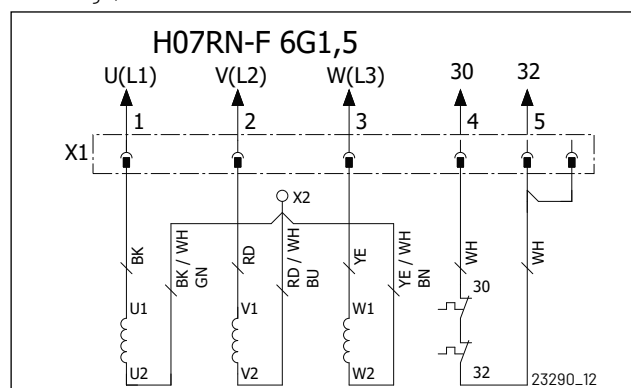 H07RN-F 6G1,5
U(L1) V(L2) W(L3) 30 32
1 2 3 4 5
X1
X2
BK
BK / WH
GN
RD
RD / WH
BU
YE
YE / WH
BN
WH
WH
U1 V1 W1 30
U2 V2 W2 32
23290_12